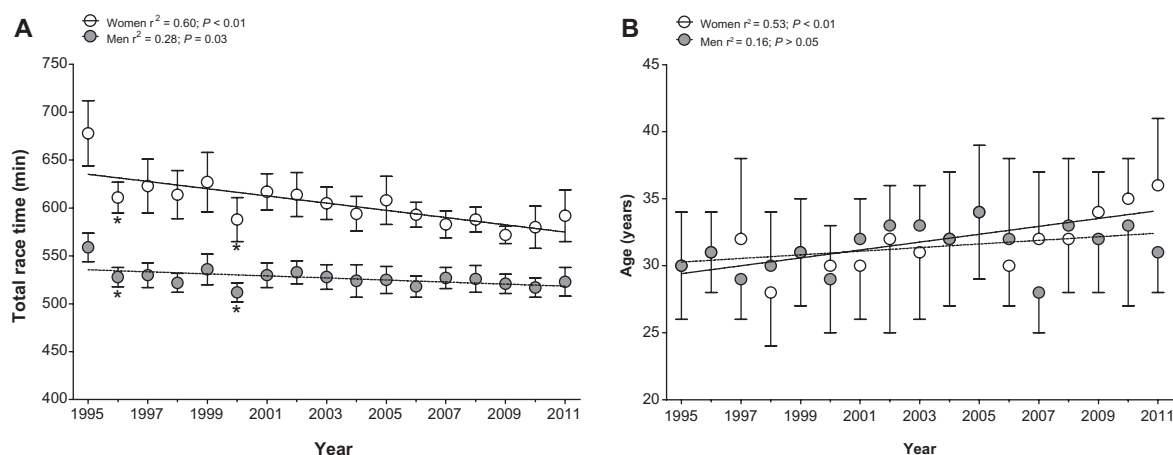 A
Women r² = 0.60; P < 0.01
Men r² = 0.28; P = 0.03
750
700
650
600
550
500
450
400
Total race time (min)
*
*
*
*
1995 1997 1999 2001 2003 2005 2007 2009 2011
Year
B
Women r² = 0.53; P < 0.01
Men r² = 0.16; P > 0.05
45
40
35
30
25
20
Age (years)
1995 1997 1999 2001 2003 2005 2007 2009 2011
Year